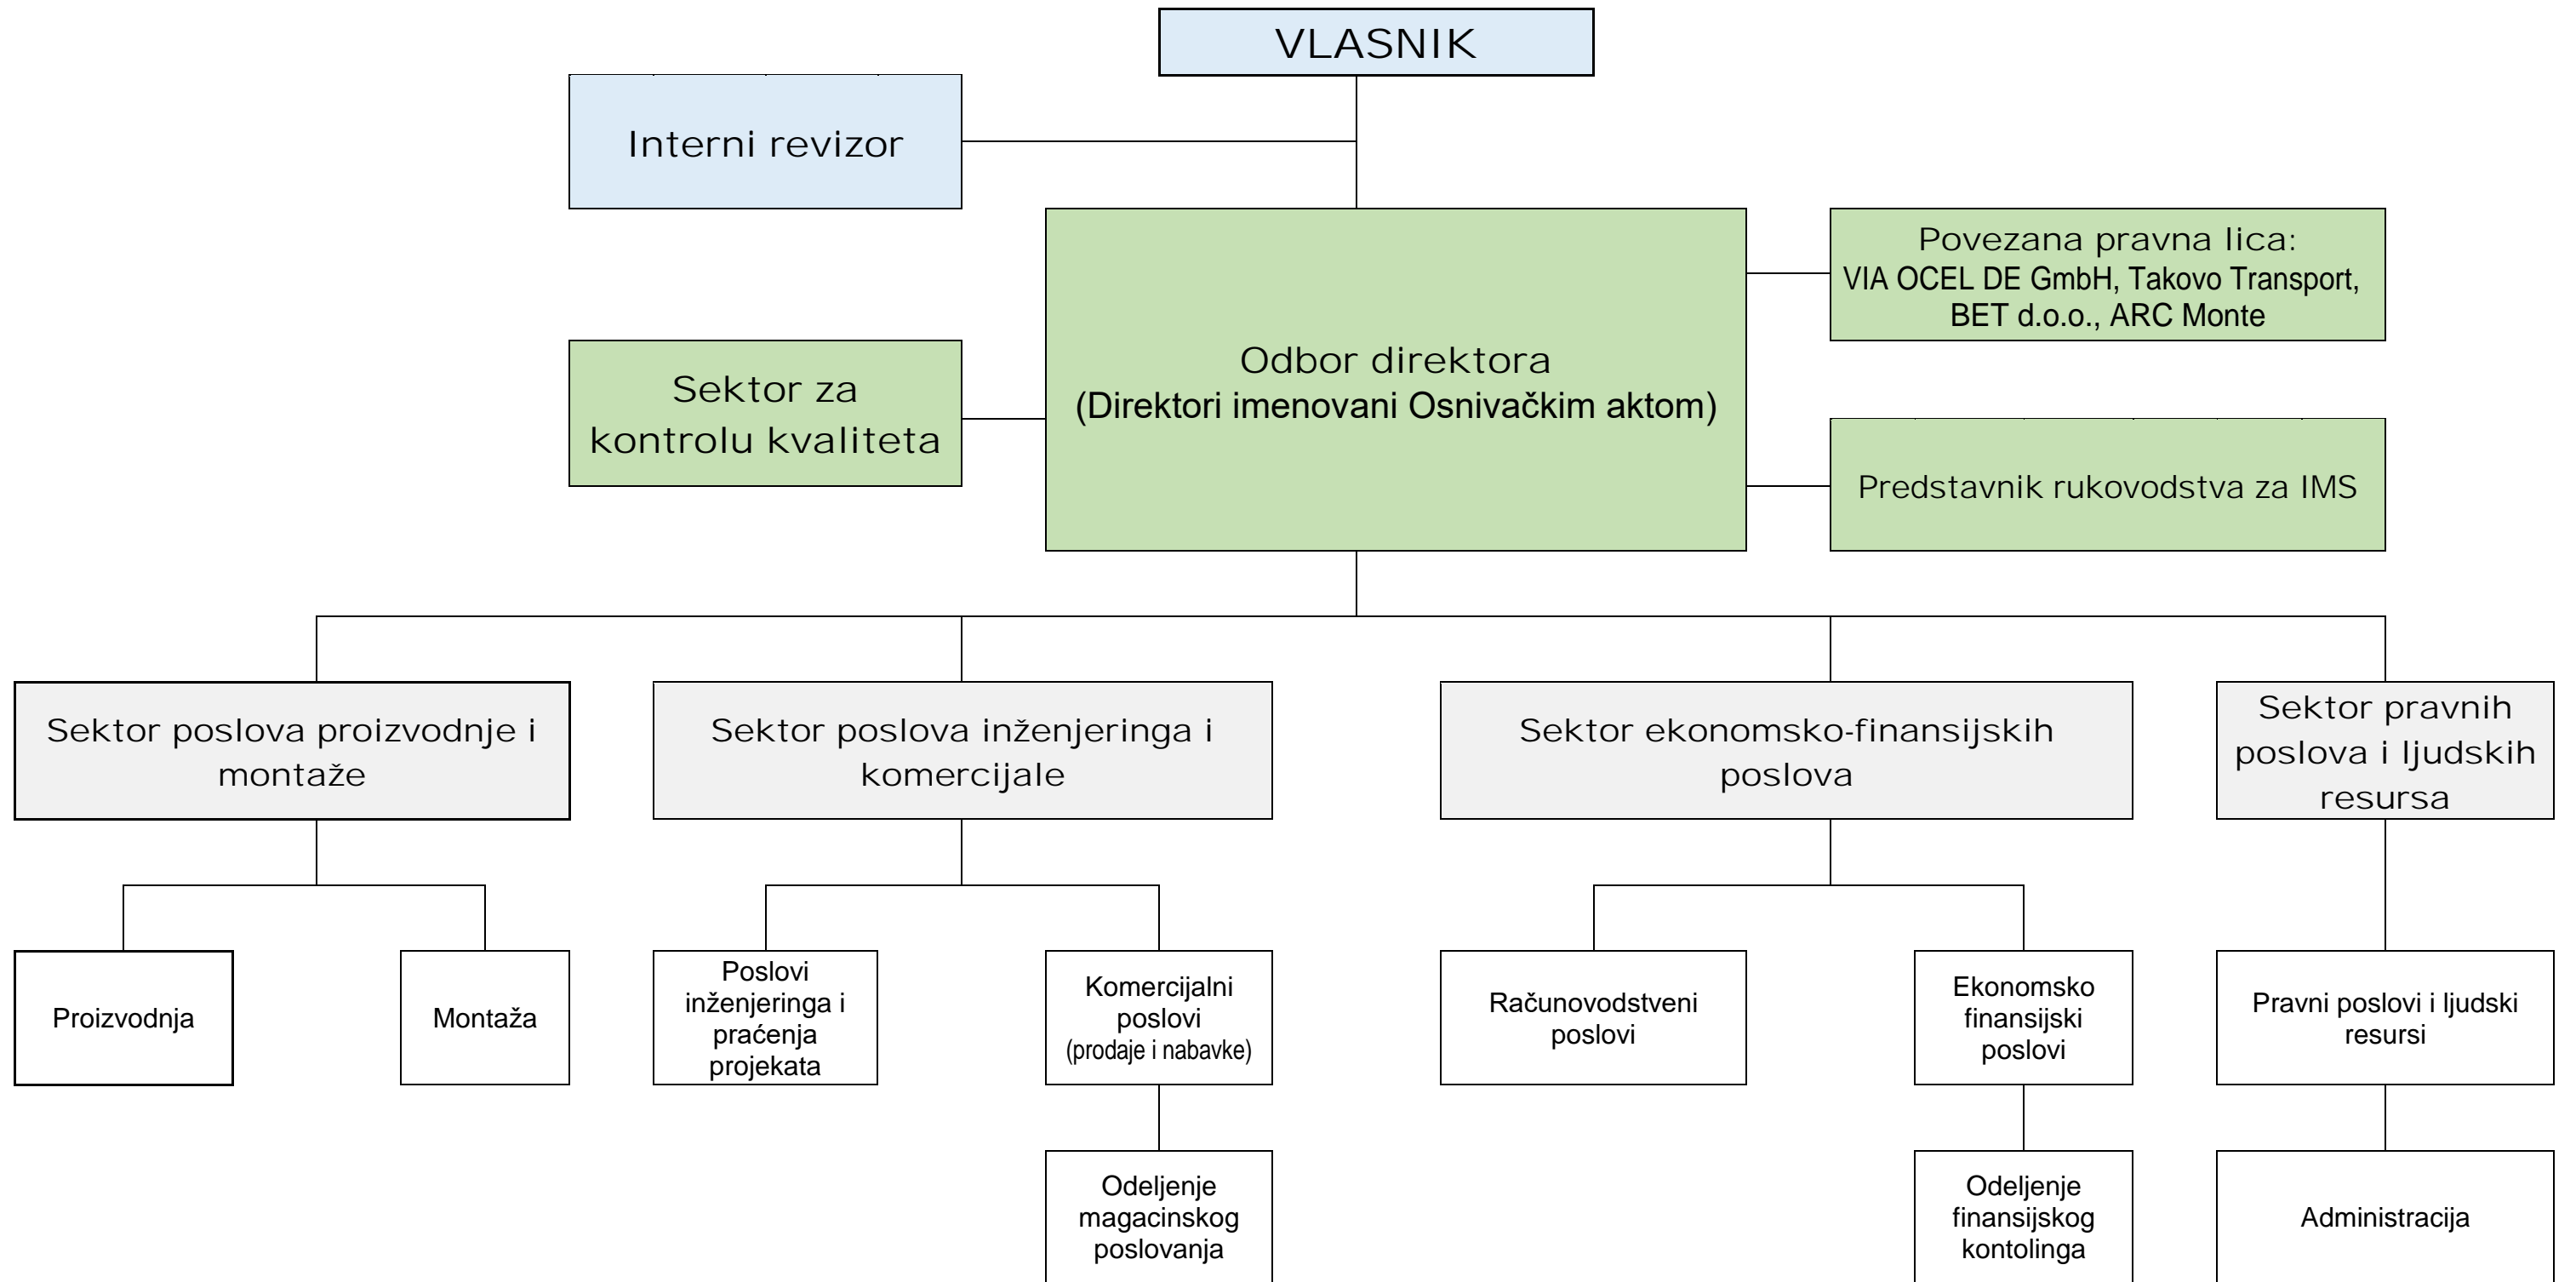 VLASNIK
Interni revizor
Povezana pravna lica:
VIA OCEL DE GmbH, Takovo Transport,
BET d.o.o., ARC Monte
Odbor direktora
(Direktori imenovani Osnivačkim aktom)
Sektor za
kontrolu kvaliteta
Predstavnik rukovodstva za IMS
Sektor poslova proizvodnje i
montaže
Sektor poslova inženjeringa i
komercijale
Sektor ekonomsko-finansijskih
poslova
Sektor pravnih
poslova i ljudskih
resursa
Proizvodnja
Montaža
Poslovi
inženjeringa i
praćenja
projekata
Komercijalni
poslovi
(prodaje i nabavke)
Računovodstveni
poslovi
Ekonomsko
finansijski
poslovi
Pravni poslovi i ljudski
resursi
Odeljenje
magacinskog
poslovanja
Odeljenje
finansijskog
kontolinga
Administracija